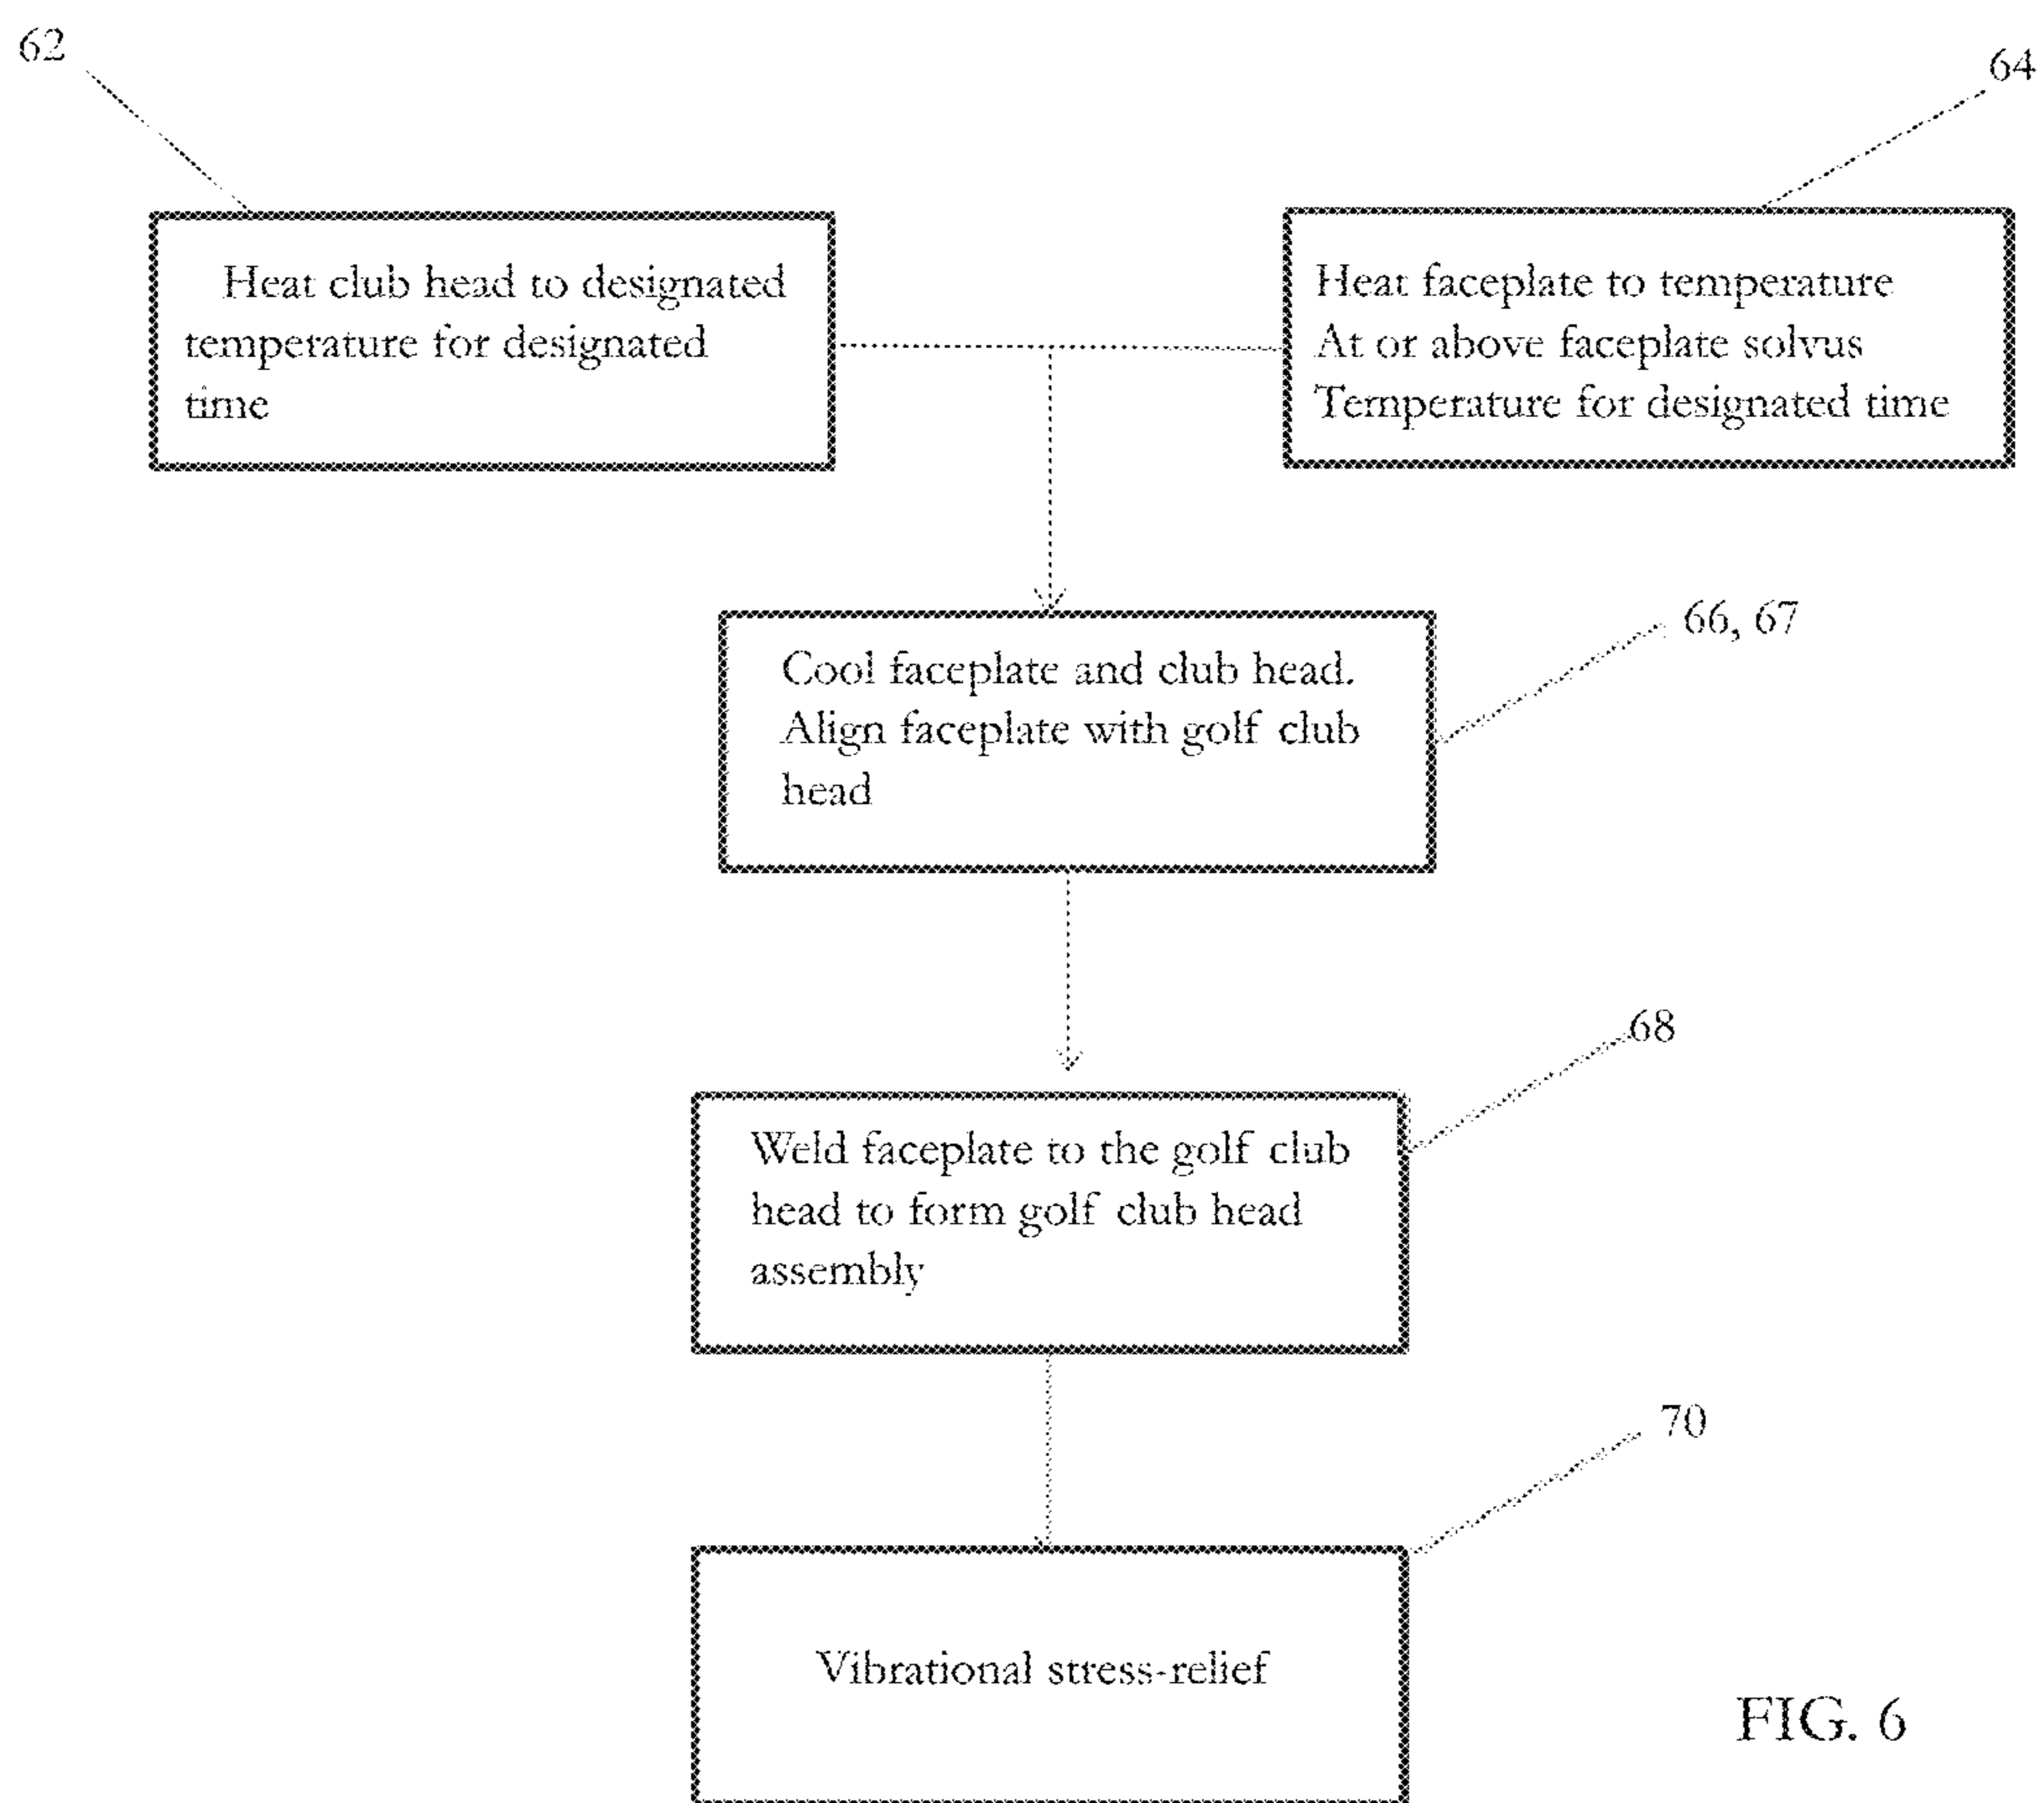 62
64
Heat club head to designated
temperature for designated
time
Heat faceplate to temperature
At or above faceplate solvus
Temperature for designated time
66, 67
Cool faceplate and club head.
Align faceplate with golf club
head
68
Weld faceplate to the golf club
head to form golf club head
assembly
70
Vibrational stress-relief
FIG. 6